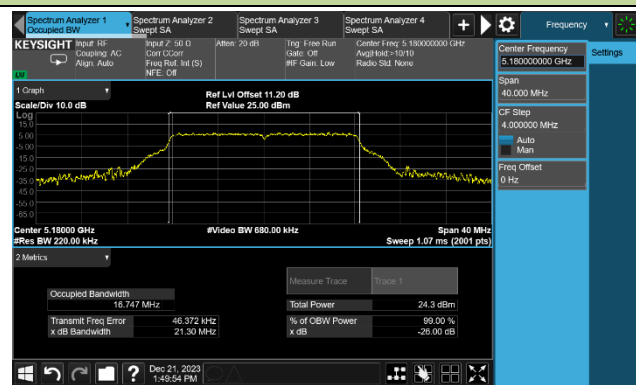 Spectrum Analyzer 1
Occupied BW
Spectrum Analyzer 2
Swept SA
Spectrum Analyzer 3
Swept SA
Spectrum Analyzer 4
Swept SA
+
Frequency
KEYSIGHT
Input: RF
Coupling: AC
Align: Auto
Input Z: 50 Ω
Corr CCorr
Freq Ref: Int (S)
NFE: Off
Atten: 20 dB
Trig: Free Run
Gate: Off
#IF Gain: Low
Center Freq: 5.180000000 GHz
Avg|Hold:>10/10
Radio Std: None
Center Frequency
5.180000000 GHz
Settings
Span
40.000 MHz
CF Step
4.000000 MHz
Auto
Man
Freq Offset
0 Hz
1 Graph
Scale/Div 10.0 dB
Ref Lvl Offset 11.20 dB
Ref Value 25.00 dBm
Log
15.0
5.00
-5.00
-15.0
-25.0
-35.0
-45.0
-55.0
-65.0
Center 5.18000 GHz
#Video BW 680.00 kHz
Span 40 MHz
#Res BW 220.00 kHz
Sweep 1.07 ms (2001 pts)
2 Metrics
Measure Trace
Trace 1
Occupied Bandwidth
16.747 MHz
Total Power
24.3 dBm
Transmit Freq Error
46.372 kHz
% of OBW Power
99.00 %
x dB Bandwidth
21.30 MHz
x dB
-26.00 dB
?
Dec 21, 2023
1:49:54 PM